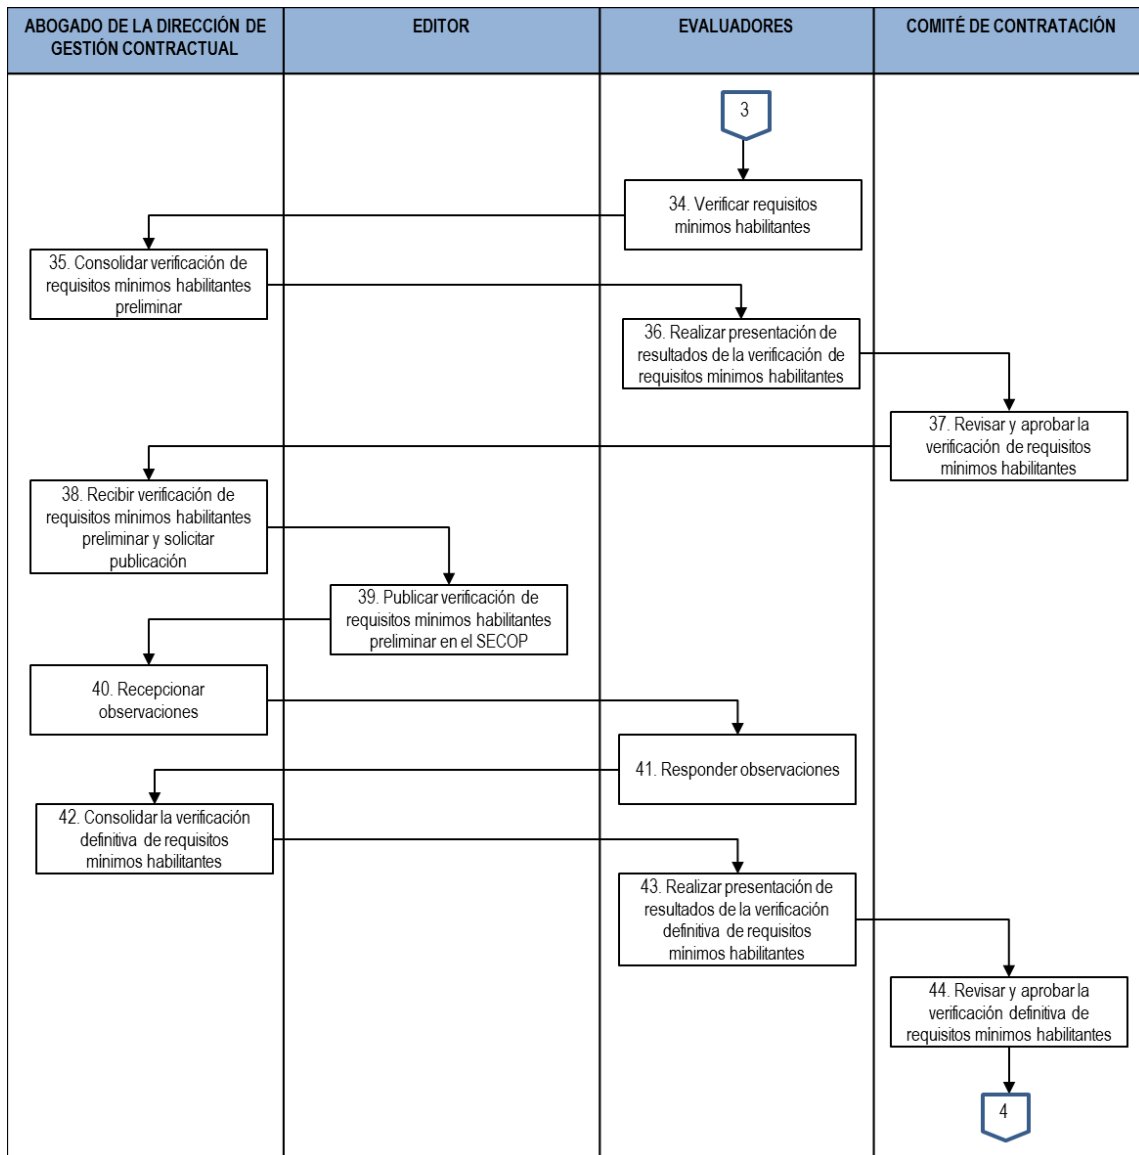 ABOGADO DE LA DIRECCIÓN DE
GESTIÓN CONTRACTUAL
EDITOR
EVALUADORES
COMITÉ DE CONTRATACIÓN
3
34. Verificar requisitos
mínimos habilitantes
35. Consolidar verificación de
requisitos mínimos habilitantes
preliminar
36. Realizar presentación de
resultados de la verificación de
requisitos mínimos habilitantes
37. Revisar y aprobar la
verificación de requisitos
mínimos habilitantes
38. Recibir verificación de
requisitos mínimos habilitantes
preliminar y solicitar
publicación
39. Publicar verificación de
requisitos mínimos habilitantes
preliminar en el SECOP
40. Recepcionar
observaciones
41. Responder observaciones
42. Consolidar la verificación
definitiva de requisitos
mínimos habilitantes
43. Realizar presentación de
resultados de la verificación
definitiva de requisitos
mínimos habilitantes
44. Revisar y aprobar la
verificación definitiva de
requisitos mínimos habilitantes
4